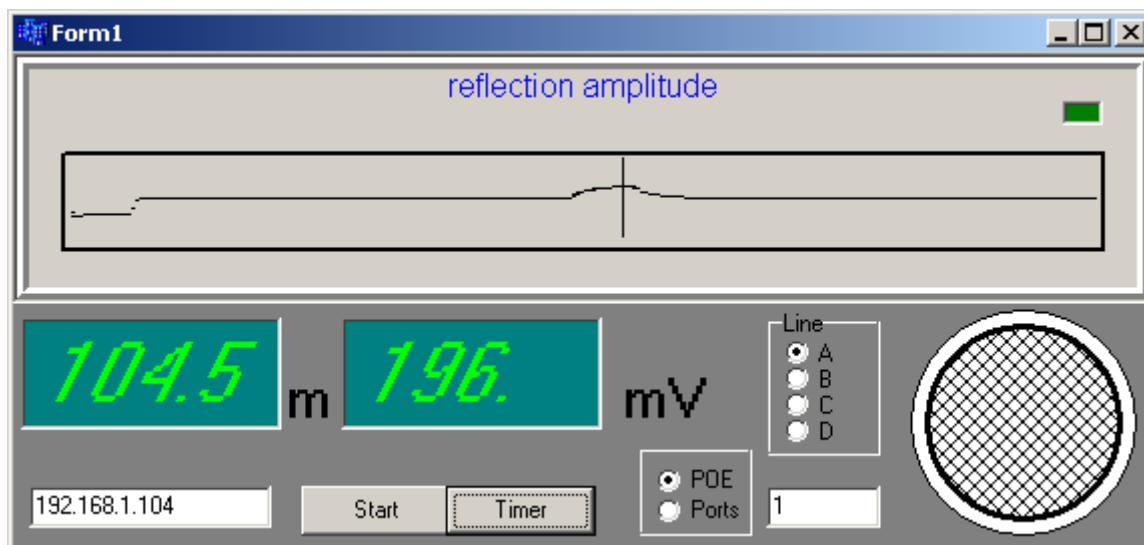 Form1
reflection amplitude
104.5 m 196. mV
Line
A
B
C
D
192.168.1.104
Start
Timer
POE
Ports
1